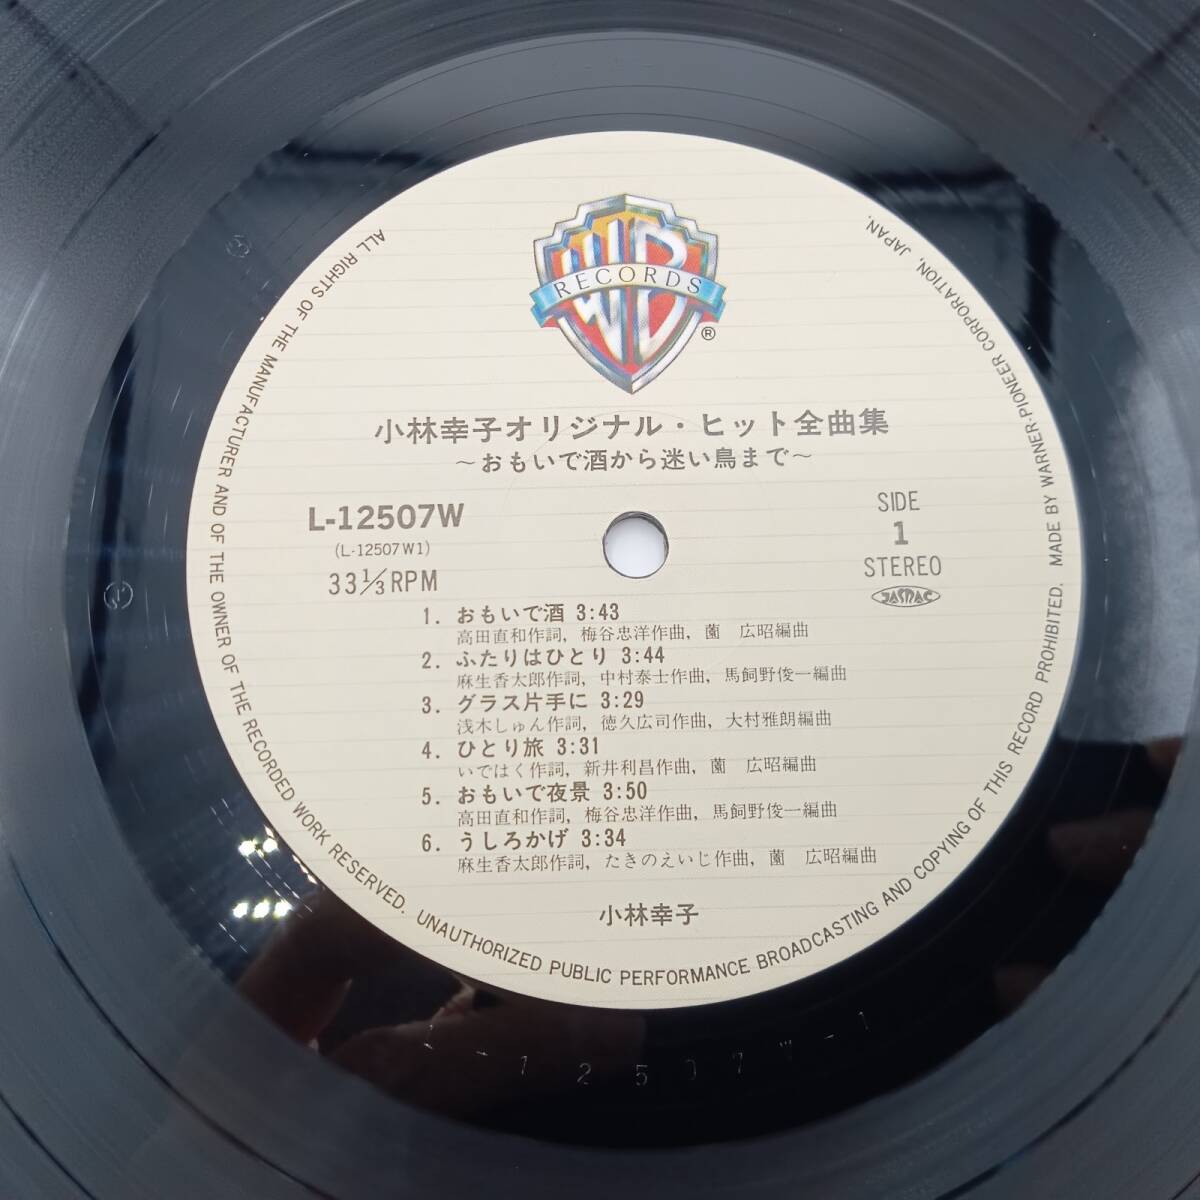 WB
RECORDS
®
小林幸子オリジナル・ヒット全曲集
〜おもいで酒から迷い鳥まで〜
L-12507W
(L-12507W1)
33⅓RPM
SIDE
1
STEREO
JASRAC
1. おもいで酒 3:43
高田直和作詞, 梅谷忠洋作曲, 薗 広昭編曲
2. ふたりはひとり 3:44
麻生香太郎作詞, 中村泰士作曲, 馬飼野俊一編曲
3. グラス片手に 3:29
浅木しゅん作詞, 徳久広司作曲, 大村雅朗編曲
4. ひとり旅 3:31
いではく作詞, 新井利昌作曲, 薗 広昭編曲
5. おもいで夜景 3:50
高田直和作詞, 梅谷忠洋作曲, 馬飼野俊一編曲
6. うしろかげ 3:34
麻生香太郎作詞, たきのえいじ作曲, 薗 広昭編曲
小林幸子
ALL RIGHTS OF THE MANUFACTURER AND OF THE OWNER OF THE RECORDED WORK RESERVED. UNAUTHORIZED PUBLIC PERFORMANCE BROADCASTING AND COPYING OF THIS RECORD PROHIBITED. MADE BY WARNER-PIONEER CORPORATION, JAPAN.
L-12507W-1